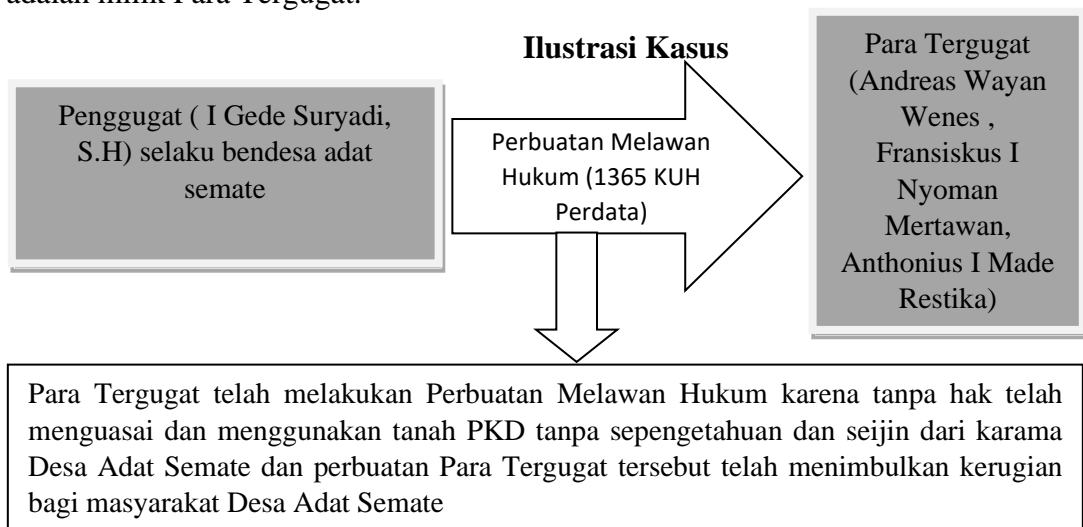 adalah milik Para Tergugat.
Ilustrasi Kasus
Penggugat ( I Gede Suryadi,
S.H) selaku bendesa adat
semate
Perbuatan Melawan
Hukum (1365 KUH
Perdata)
Para Tergugat
(Andreas Wayan
Wenes ,
Fransiskus I
Nyoman
Mertawan,
Anthonius I Made
Restika)
Para Tergugat telah melakukan Perbuatan Melawan Hukum karena tanpa hak telah
menguasai dan menggunakan tanah PKD tanpa sepengetahuan dan seijin dari karama
Desa Adat Semate dan perbuatan Para Tergugat tersebut telah menimbulkan kerugian
bagi masyarakat Desa Adat Semate